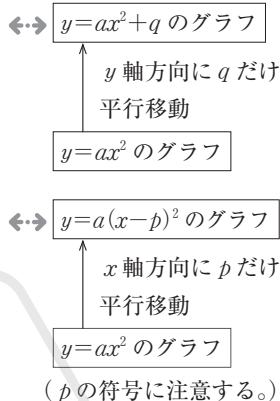 y=ax²+q のグラフ
y 軸方向に q だけ
平行移動
y=ax² のグラフ
y=a(x−p)² のグラフ
x 軸方向に p だけ
平行移動
y=ax² のグラフ
( p の符号に注意する。)